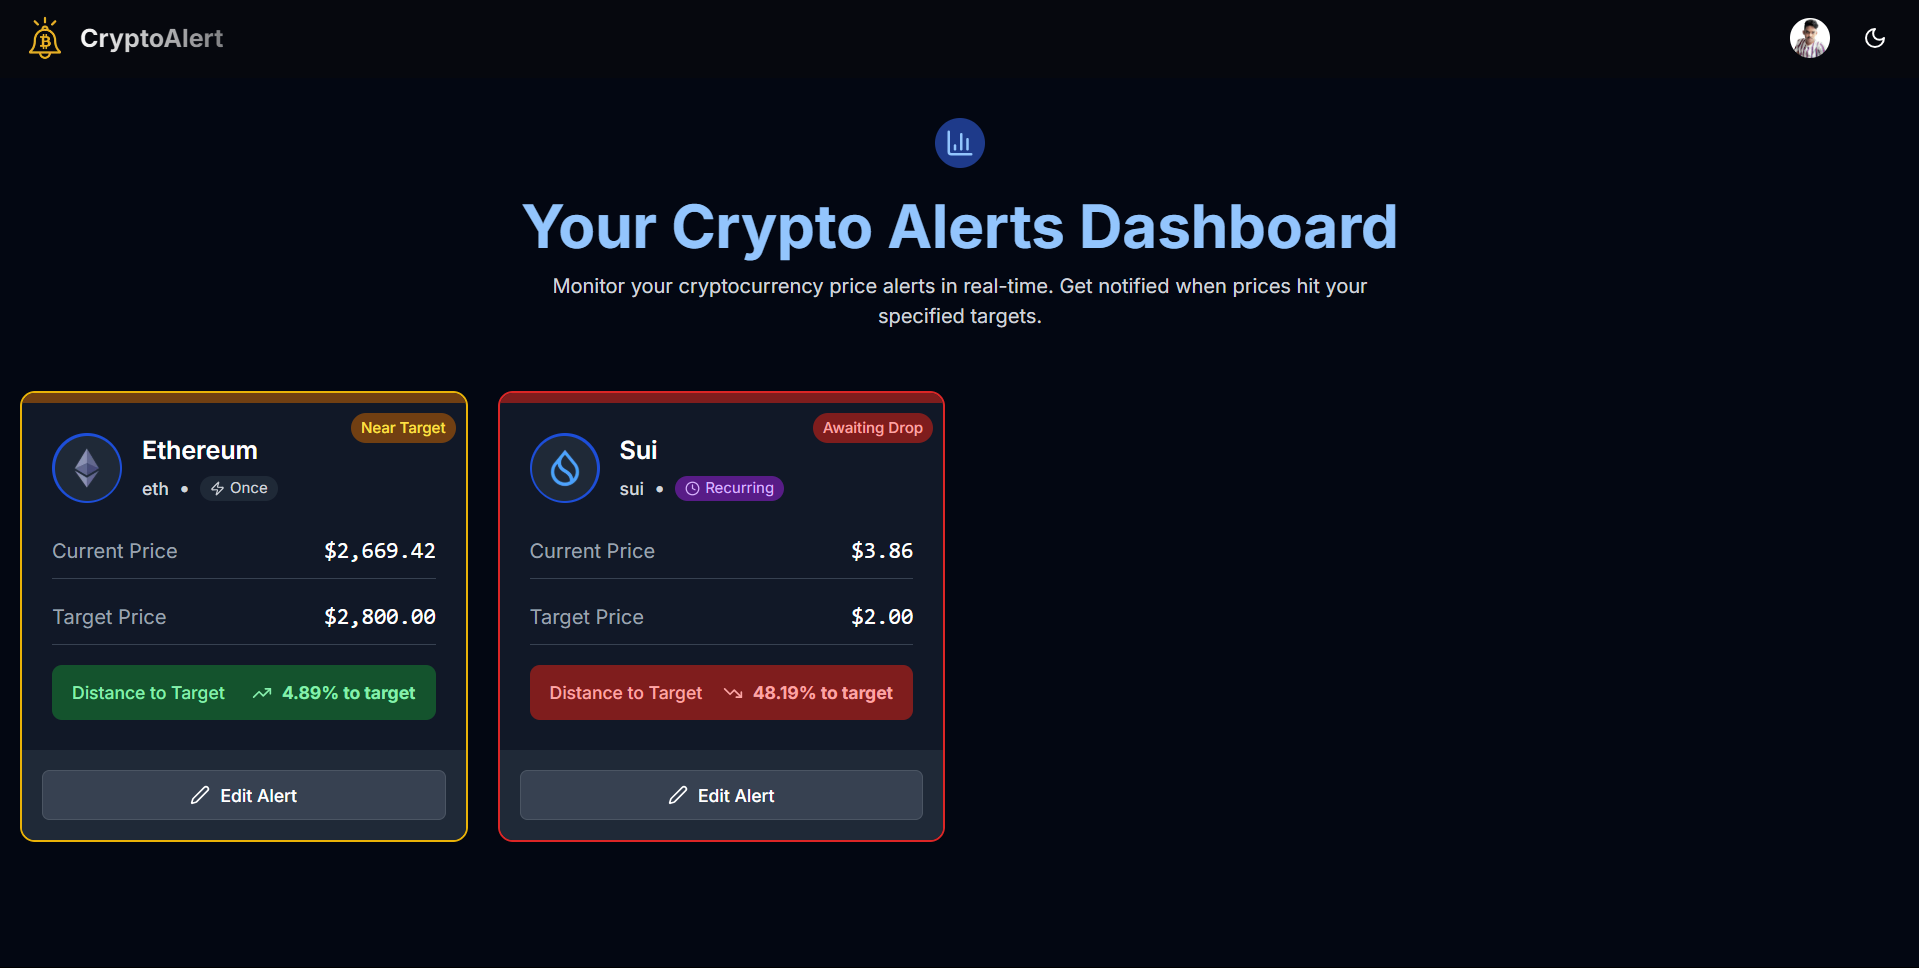 CryptoAlert
Your Crypto Alerts Dashboard
Monitor your cryptocurrency price alerts in real-time. Get notified when prices hit your
specified targets.
Near Target
Ethereum
eth • Once
Current Price $2,669.42
Target Price $2,800.00
Distance to Target 4.89% to target
Edit Alert
Awaiting Drop
Sui
sui • Recurring
Current Price $3.86
Target Price $2.00
Distance to Target 48.19% to target
Edit Alert